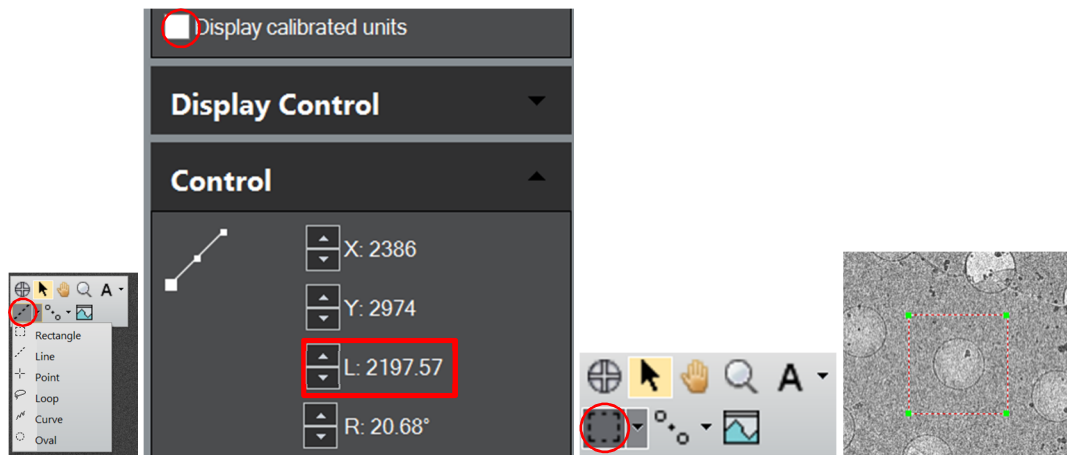 A
Rectangle
Line
Point
Loop
Curve
Oval
Display calibrated units
Display Control
Control
X: 2386
Y: 2974
L: 2197.57
R: 20.68°
A